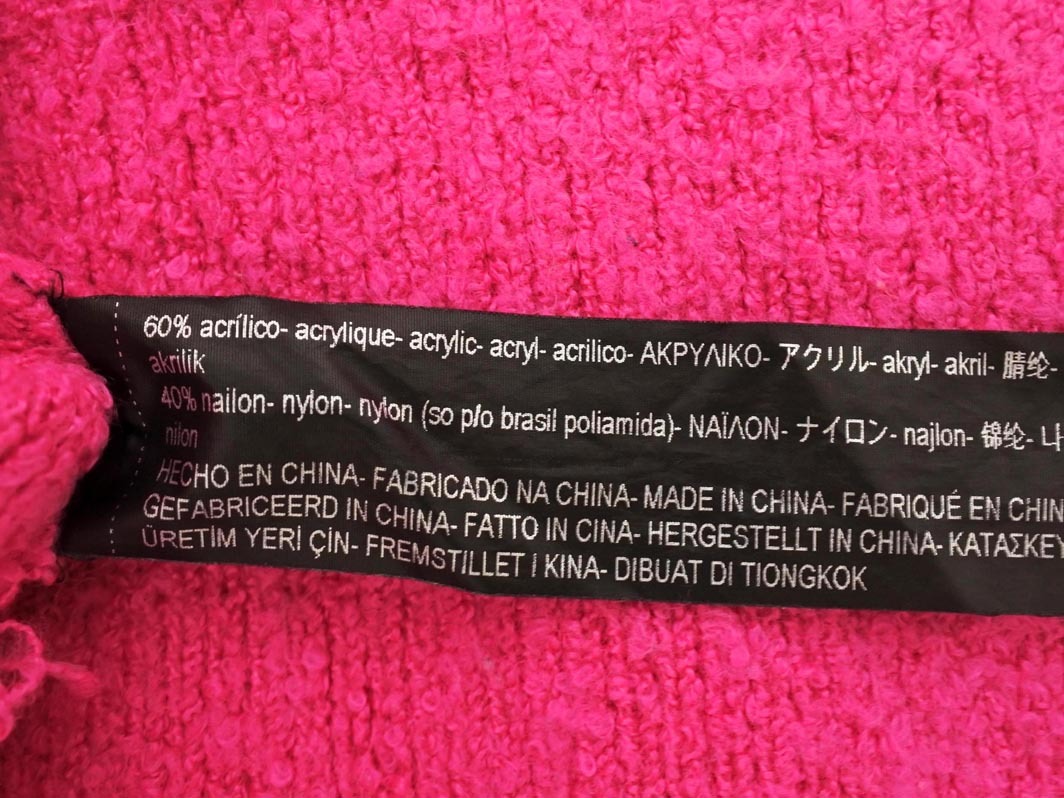 60% acrílico- acrylique- acrylic- acryl- acrilico- ΑΚΡΥΛΙΚΟ- アクリル- akryl- akril- 腈纶-
akrilik
40% nailon- nylon- nylon (so p/o brasil poliamida)- ΝΑΪΛΟΝ- ナイロン- najlon- 锦纶- 나
nilon
HECHO EN CHINA- FABRICADO NA CHINA- MADE IN CHINA- FABRIQUÉ EN CHIN
GEFABRICEERD IN CHINA- FATTO IN CINA- HERGESTELLT IN CHINA- ΚΑΤΑΣΚΕΥ
ÜRETİM YERİ ÇİN- FREMSTILLET I KINA- DIBUAT DI TIONGKOK